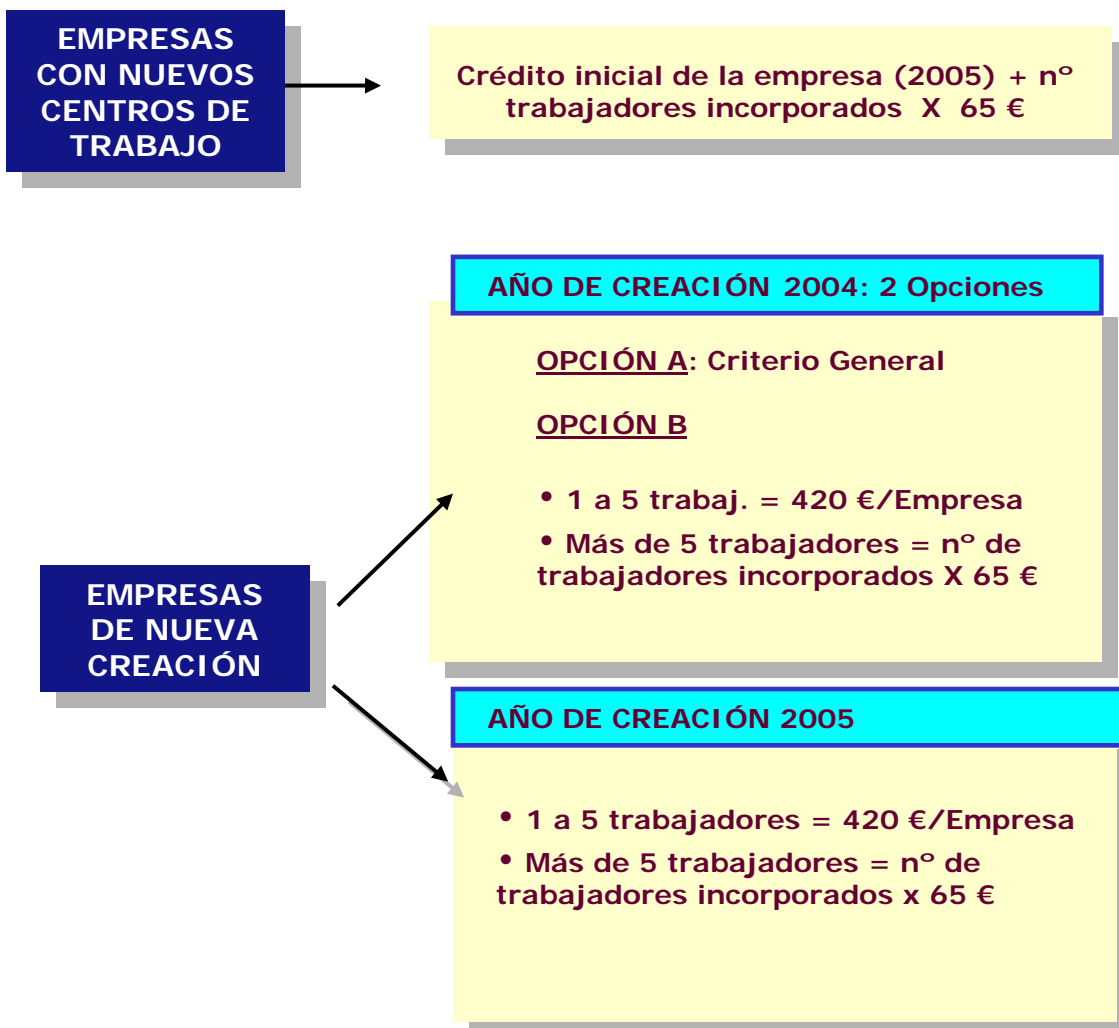 EMPRESAS
CON NUEVOS
CENTROS DE
TRABAJO
Crédito inicial de la empresa (2005) + nº
trabajadores incorporados X 65 €
AÑO DE CREACIÓN 2004: 2 Opciones
OPCIÓN A: Criterio General
OPCIÓN B
• 1 a 5 trabaj. = 420 €/Empresa
• Más de 5 trabajadores = nº de
trabajadores incorporados X 65 €
EMPRESAS
DE NUEVA
CREACIÓN
AÑO DE CREACIÓN 2005
• 1 a 5 trabajadores = 420 €/Empresa
• Más de 5 trabajadores = nº de
trabajadores incorporados x 65 €